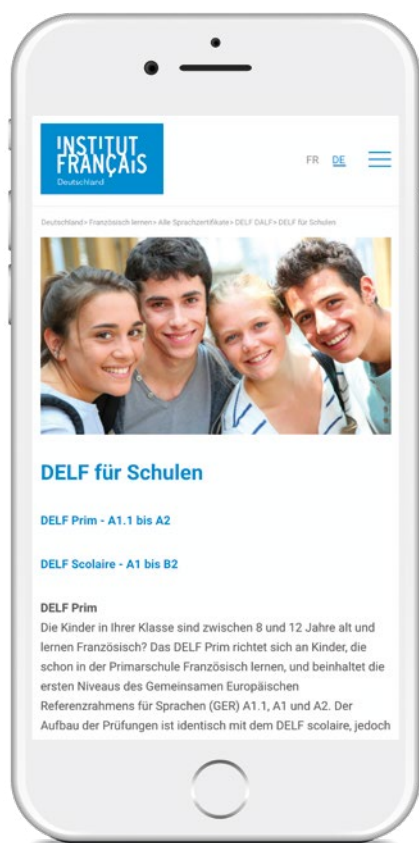 INSTITUT
FRANÇAIS
Deutschland
FR DE
Deutschland> Französisch lernen> Alle Sprachzertifikate> DELF DALF> DELF für Schulen
DELF für Schulen
DELF Prim - A1.1 bis A2
DELF Scolaire - A1 bis B2
DELF Prim
Die Kinder in Ihrer Klasse sind zwischen 8 und 12 Jahre alt und
lernen Französisch? Das DELF Prim richtet sich an Kinder, die
schon in der Primarschule Französisch lernen, und beinhaltet die
ersten Niveaus des Gemeinsamen Europäischen
Referenzrahmens für Sprachen (GER) A1.1, A1 und A2. Der
Aufbau der Prüfungen ist identisch mit dem DELF scolaire, jedoch